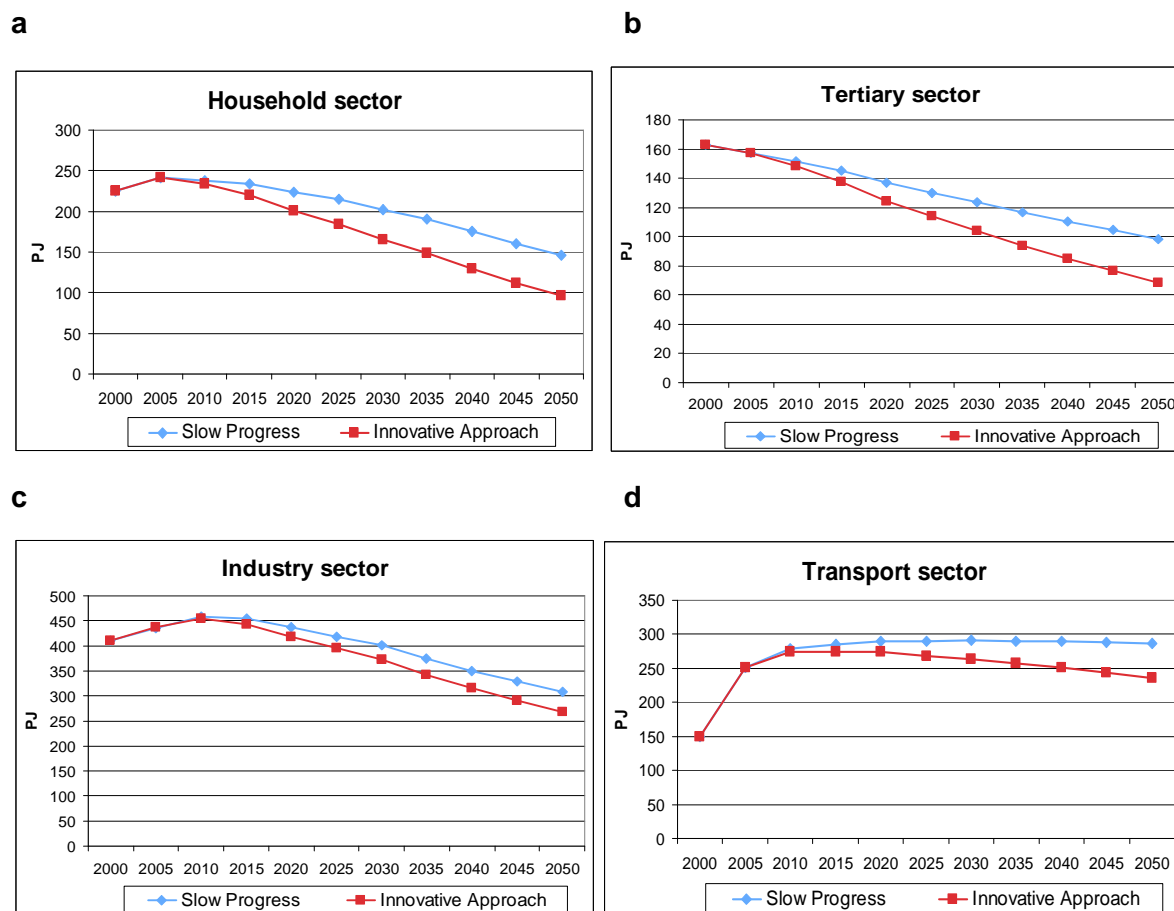 a
Household sector
PJ
300
250
200
150
100
50
0
2000 2005 2010 2015 2020 2025 2030 2035 2040 2045 2050
Slow Progress Innovative Approach
b
Tertiary sector
PJ
180
160
140
120
100
80
60
40
20
0
2000 2005 2010 2015 2020 2025 2030 2035 2040 2045 2050
Slow Progress Innovative Approach
c
Industry sector
PJ
500
450
400
350
300
250
200
150
100
50
0
2000 2005 2010 2015 2020 2025 2030 2035 2040 2045 2050
Slow Progress Innovative Approach
d
Transport sector
PJ
350
300
250
200
150
100
50
0
2000 2005 2010 2015 2020 2025 2030 2035 2040 2045 2050
Slow Progress Innovative Approach